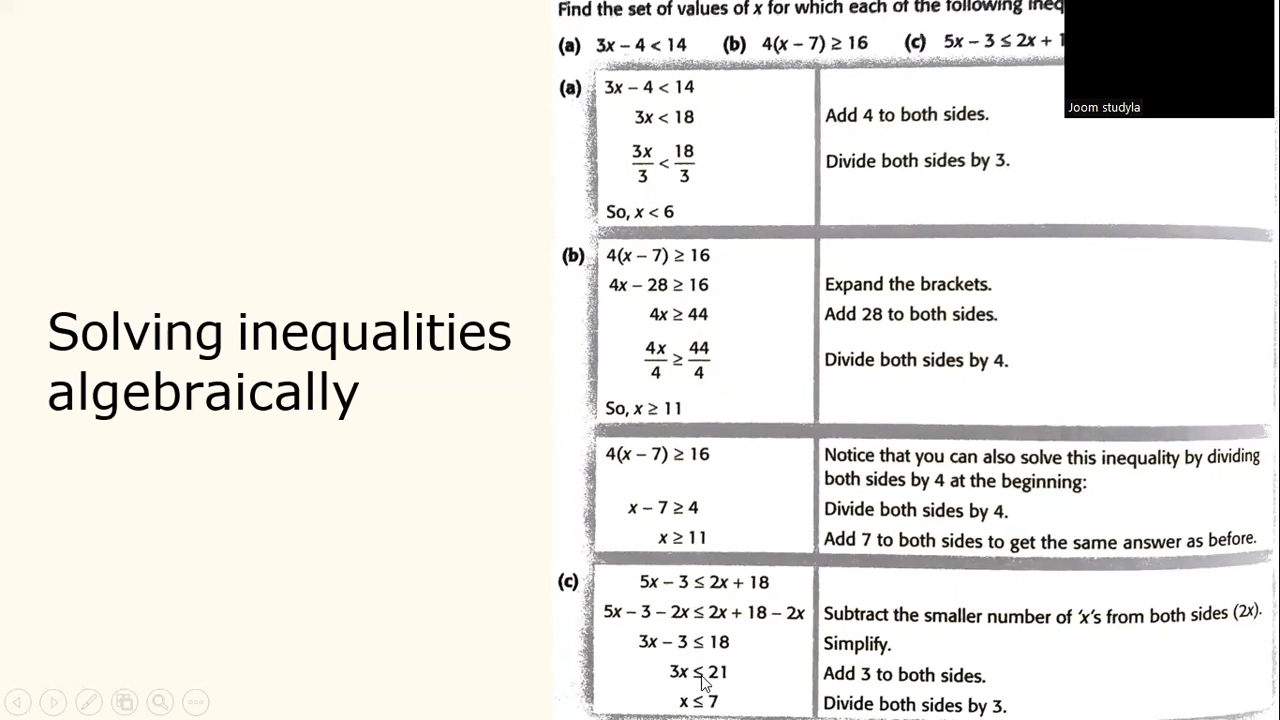 Solving inequalities
algebraically
Find the set of values of x for which each of the following
(a) 3x – 4 < 14 (b) 4(x – 7) ≥ 16 (c) 5x – 3 ≤ 2x +
Joom studyla
(a) 3x – 4 < 14
3x < 18 Add 4 to both sides.
3x/3 < 18/3 Divide both sides by 3.
So, x < 6
(b) 4(x – 7) ≥ 16
4x – 28 ≥ 16 Expand the brackets.
4x ≥ 44 Add 28 to both sides.
4x/4 ≥ 44/4 Divide both sides by 4.
So, x ≥ 11
4(x – 7) ≥ 16 Notice that you can also solve this inequality by dividing
both sides by 4 at the beginning:
x – 7 ≥ 4 Divide both sides by 4.
x ≥ 11 Add 7 to both sides to get the same answer as before.
(c) 5x – 3 ≤ 2x + 18
5x – 3 – 2x ≤ 2x + 18 – 2x Subtract the smaller number of 'x's from both sides (2x).
3x – 3 ≤ 18 Simplify.
3x ≤ 21 Add 3 to both sides.
x ≤ 7 Divide both sides by 3.